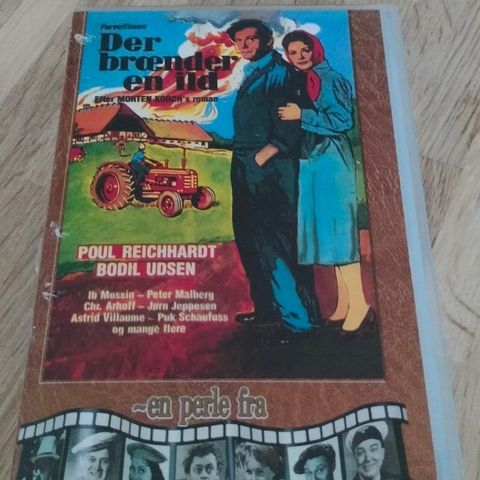 Farvefilmen:
Der
brænder
en ild
Efter MORTEN KORCH's roman
POUL REICHHARDT
BODIL UDSEN
Ib Mossin – Peter Malberg
Chr. Arhoff – Jørn Jeppesen
Astrid Villaume – Puk Schaufuss
og mange flere
~en perle fra